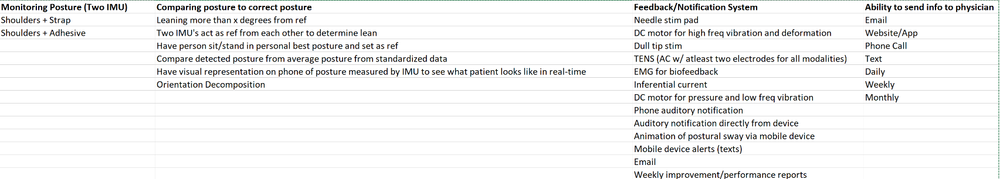 Monitoring Posture (Two IMU) Comparing posture to correct posture Feedback/Notification System Ability to send info to physician
Shoulders + Strap Leaning more than x degrees from ref Needle stim pad Email
Shoulders + Adhesive Two IMU's act as ref from each other to determine lean DC motor for high freq vibration and deformation Website/App
Have person sit/stand in personal best posture and set as ref Dull tip stim Phone Call
Compare detected posture from average posture from standardized data TENS (AC w/ atleast two electrodes for all modalities) Text
Have visual representation on phone of posture measured by IMU to see what patient looks like in real-time EMG for biofeedback Daily
Orientation Decomposition Inferential current Weekly
DC motor for pressure and low freq vibration Monthly
Phone auditory notification
Auditory notification directly from device
Animation of postural sway via mobile device
Mobile device alerts (texts)
Email
Weekly improvement/performance reports